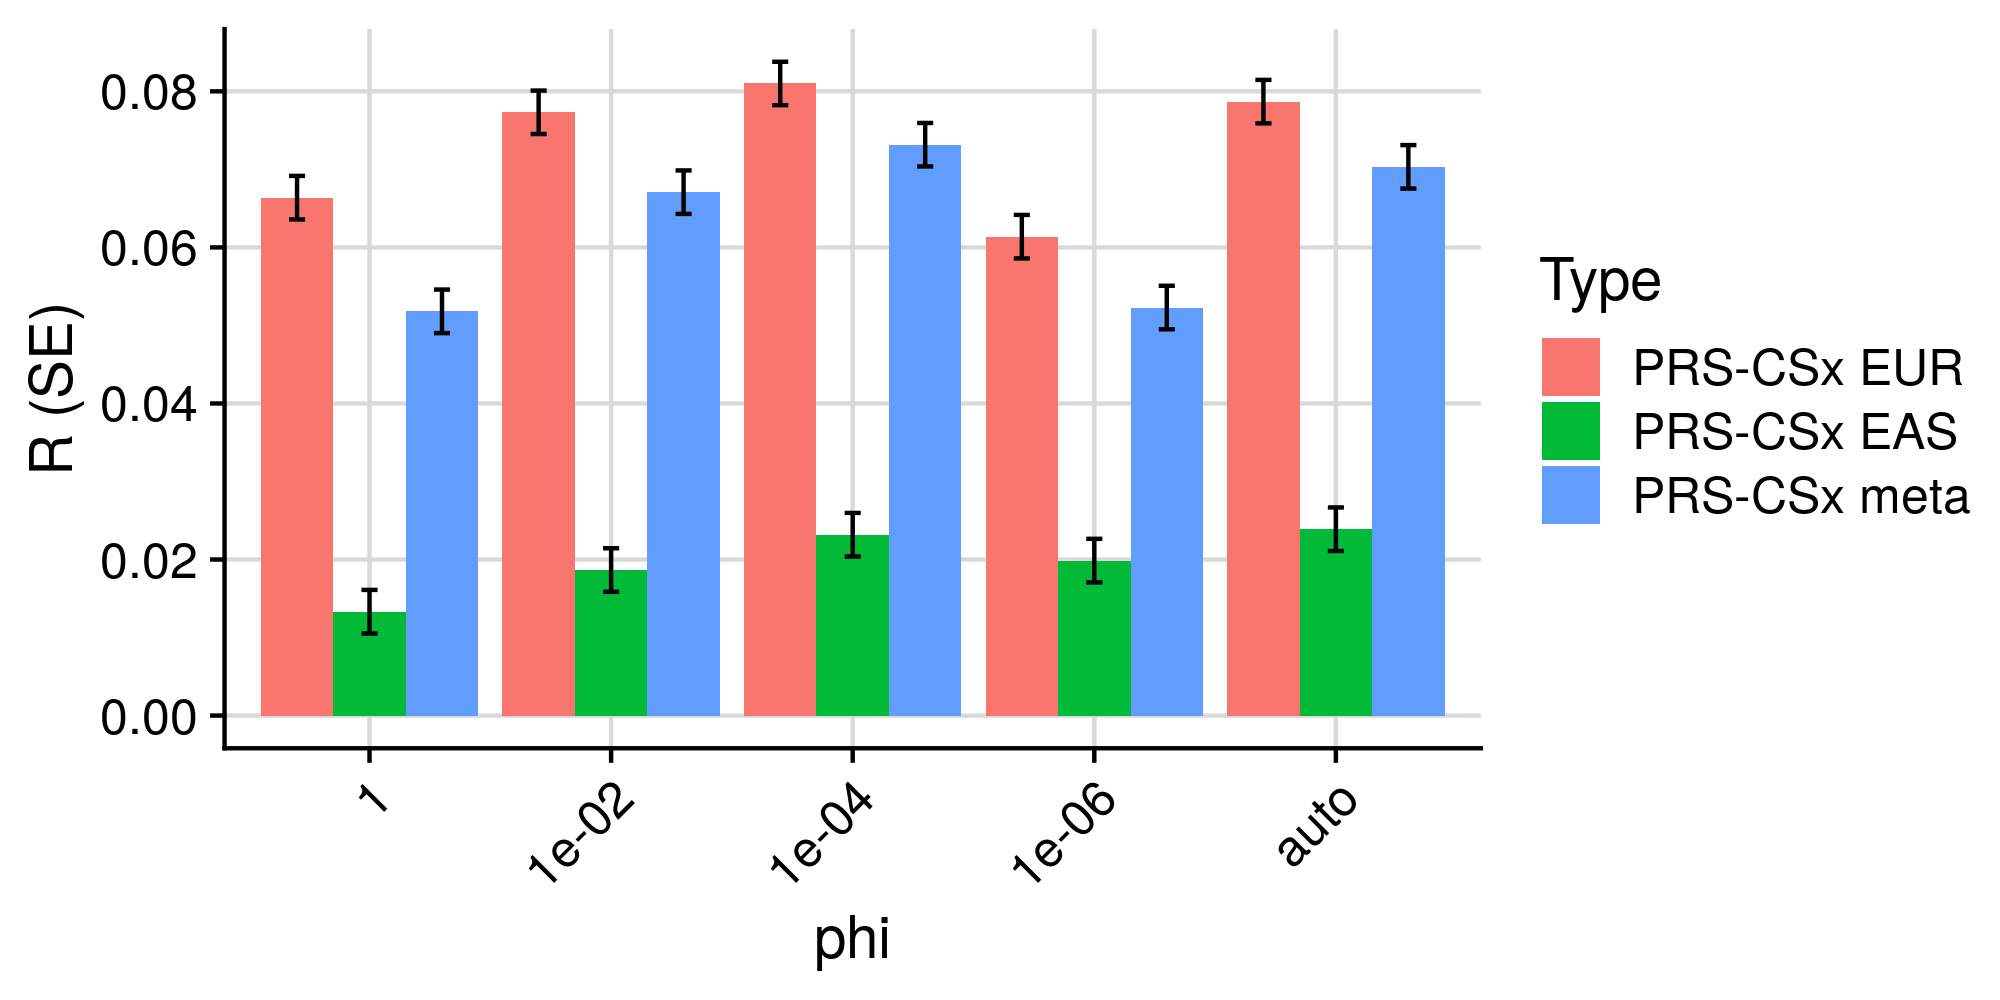 R (SE)
0.08
0.06
0.04
0.02
0.00
1
1e-02
1e-04
1e-06
auto
phi
Type
PRS-CSx EUR
PRS-CSx EAS
PRS-CSx meta